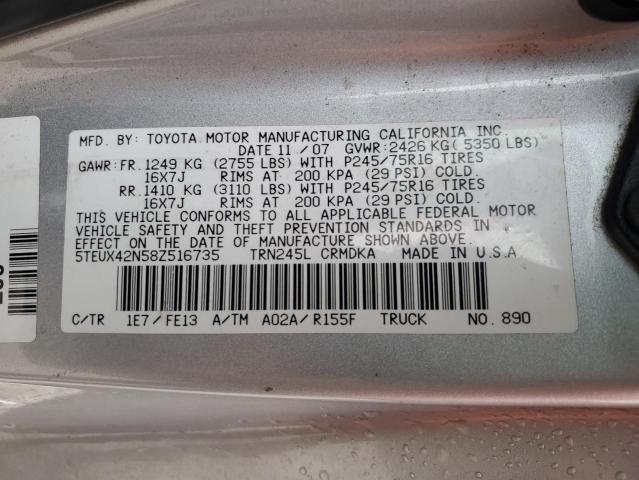 MFD. BY: TOYOTA MOTOR MANUFACTURING CALIFORNIA INC.
DATE 11 / 07 GVWR:2426 KG( 5350 LBS)
GAWR:FR.1249 KG (2755 LBS) WITH P245/75R16 TIRES
16X7J RIMS AT 200 KPA (29 PSI) COLD.
RR.1410 KG (3110 LBS) WITH P245/75R16 TIRES
16X7J RIMS AT 200 KPA (29 PSI) COLD.
THIS VEHICLE CONFORMS TO ALL APPLICABLE FEDERAL MOTOR
VEHICLE SAFETY AND THEFT PREVENTION STANDARDS IN
EFFECT ON THE DATE OF MANUFACTURE SHOWN ABOVE.
5TEUX42N58Z516735 TRN245L CRMDKA MADE IN U.S.A
C/TR 1E7/FE13 A/TM A02A/R155F TRUCK NO. 890